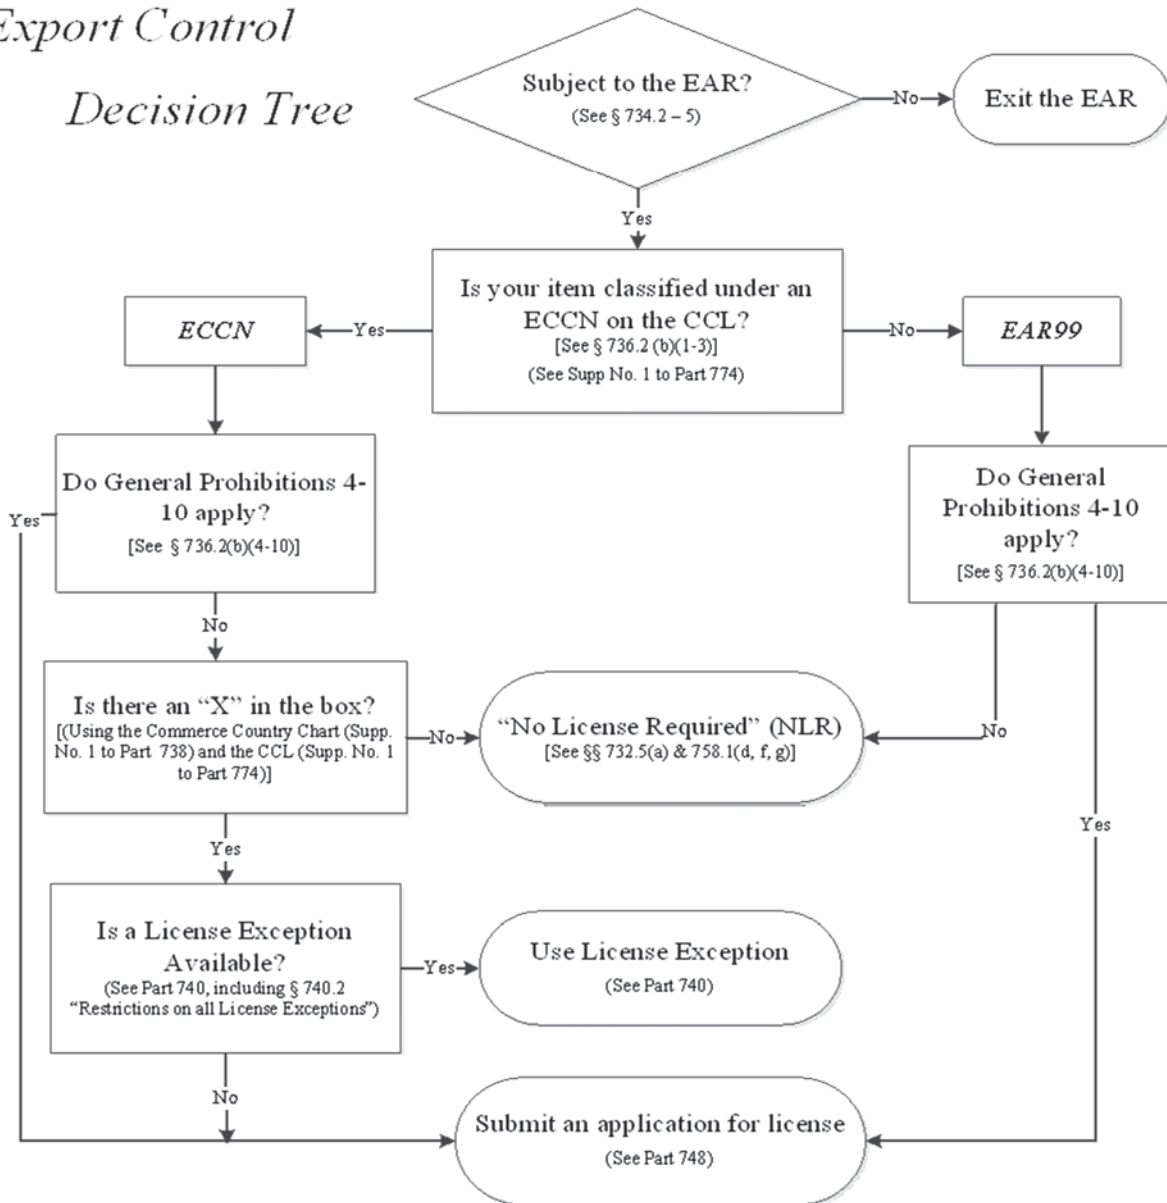 Export Control
Decision Tree
Subject to the EAR?
(See § 734.2 – 5)
No
Exit the EAR
Yes
Is your item classified under an
ECCN on the CCL?
[See § 736.2 (b)(1-3)]
(See Supp No. 1 to Part 774)
Yes
ECCN
No
EAR99
Do General Prohibitions 4-
10 apply?
[See § 736.2(b)(4-10)]
Yes
Do General
Prohibitions 4-10
apply?
[See § 736.2(b)(4-10)]
No
Is there an “X” in the box?
[(Using the Commerce Country Chart (Supp.
No. 1 to Part 738) and the CCL (Supp. No. 1
to Part 774)]
No
“No License Required” (NLR)
[See §§ 732.5(a) & 758.1(d, f, g)]
No
Yes
Yes
Is a License Exception
Available?
(See Part 740, including § 740.2
“Restrictions on all License Exceptions”)
Yes
Use License Exception
(See Part 740)
No
Submit an application for license
(See Part 748)